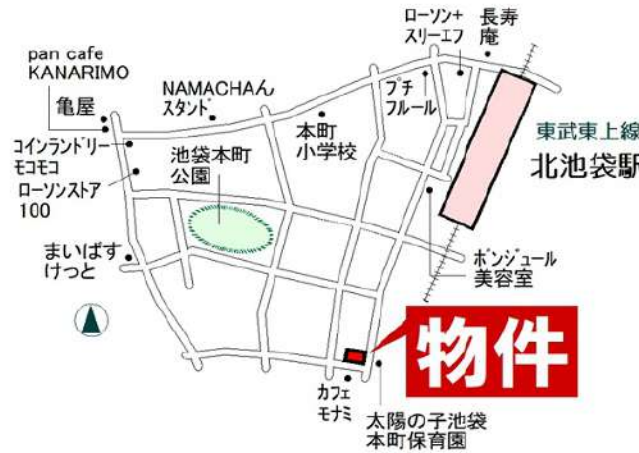 ローソン+
スリーエフ
長寿
庵
pan cafe
KANARIMO
亀屋
NAMACHAん
スタンド
プチ
フルール
本町
小学校
東武東上線
北池袋駅
コインランドリー
モコモコ
ローソンストア
100
池袋本町
公園
まいばす
けっと
ボンジュール
美容室
物件
カフェ
モナミ
太陽の子池袋
本町保育園